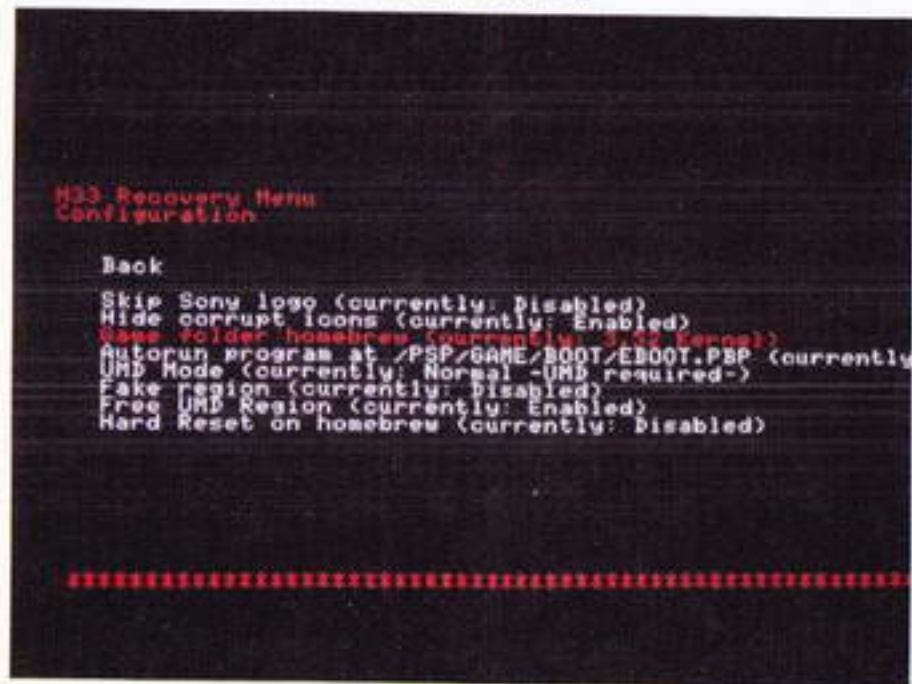 M33 Recovery Menu
Configuration
Back
Skip Sony logo (currently: Disabled)
Hide corrupt icons (currently: Enabled)
Game folder homebrew (currently: Kernel)
Autorun program at /PSP/GAME/BOOT/EBOOT.PBP (currently
UMD Mode (currently: Normal -UMD required-)
Fake region (currently: Disabled)
Free UMD Region (currently: Enabled)
Hard Reset on homebrew (currently: Disabled)